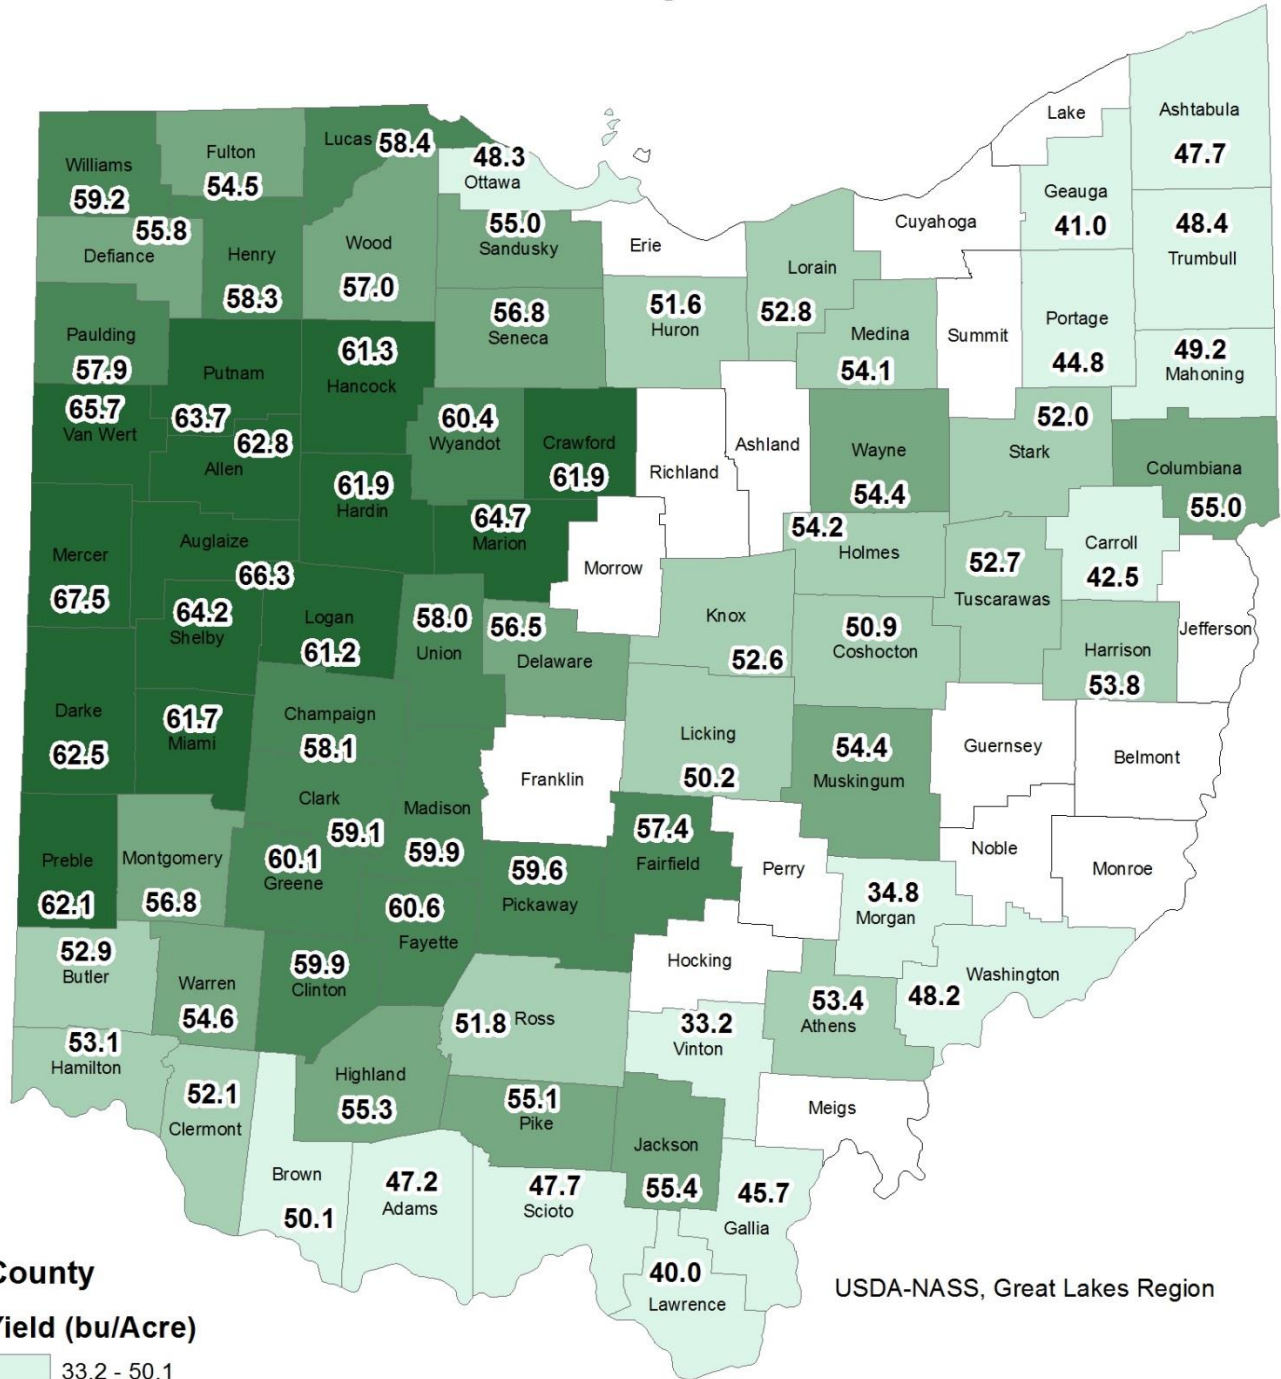 Lake
Ashtabula
47.7
Williams
59.2
Fulton
54.5
Lucas 58.4
48.3
Ottawa
Geauga
41.0
Cuyahoga
48.4
Trumbull
55.8
Defiance
Henry
58.3
Wood
57.0
55.0
Sandusky
Erie
Lorain
52.8
Paulding
57.9
56.8
Seneca
51.6
Huron
Medina
54.1
Summit
Portage
44.8
49.2
Mahoning
Putnam
63.7
61.3
Hancock
65.7
Van Wert
62.8
Allen
60.4
Wyandot
Crawford
61.9
Richland
Ashland
Wayne
54.4
52.0
Stark
Columbiana
55.0
61.9
Hardin
64.7
Marion
Mercer
67.5
Auglaize
66.3
Morrow
54.2
Holmes
52.7
Tuscarawas
Carroll
42.5
Jefferson
64.2
Shelby
Logan
61.2
58.0
Union
56.5
Delaware
Knox
52.6
50.9
Coshocton
Harrison
53.8
Darke
62.5
61.7
Miami
Champaign
58.1
Licking
50.2
54.4
Muskingum
Guernsey
Belmont
Franklin
Clark
59.1
Madison
59.9
Preble
62.1
Montgomery
56.8
60.1
Greene
59.6
Pickaway
57.4
Fairfield
Perry
Noble
Monroe
60.6
Fayette
34.8
Morgan
52.9
Butler
Warren
54.6
59.9
Clinton
Hocking
Washington
48.2
53.1
Hamilton
51.8 Ross
33.2
Vinton
53.4
Athens
52.1
Clermont
Highland
55.3
55.1
Pike
Meigs
Jackson
55.4
Brown
50.1
47.2
Adams
47.7
Scioto
45.7
Gallia
40.0
Lawrence
USDA-NASS, Great Lakes Region
County
Yield (bu/Acre)
33.2 - 50.1